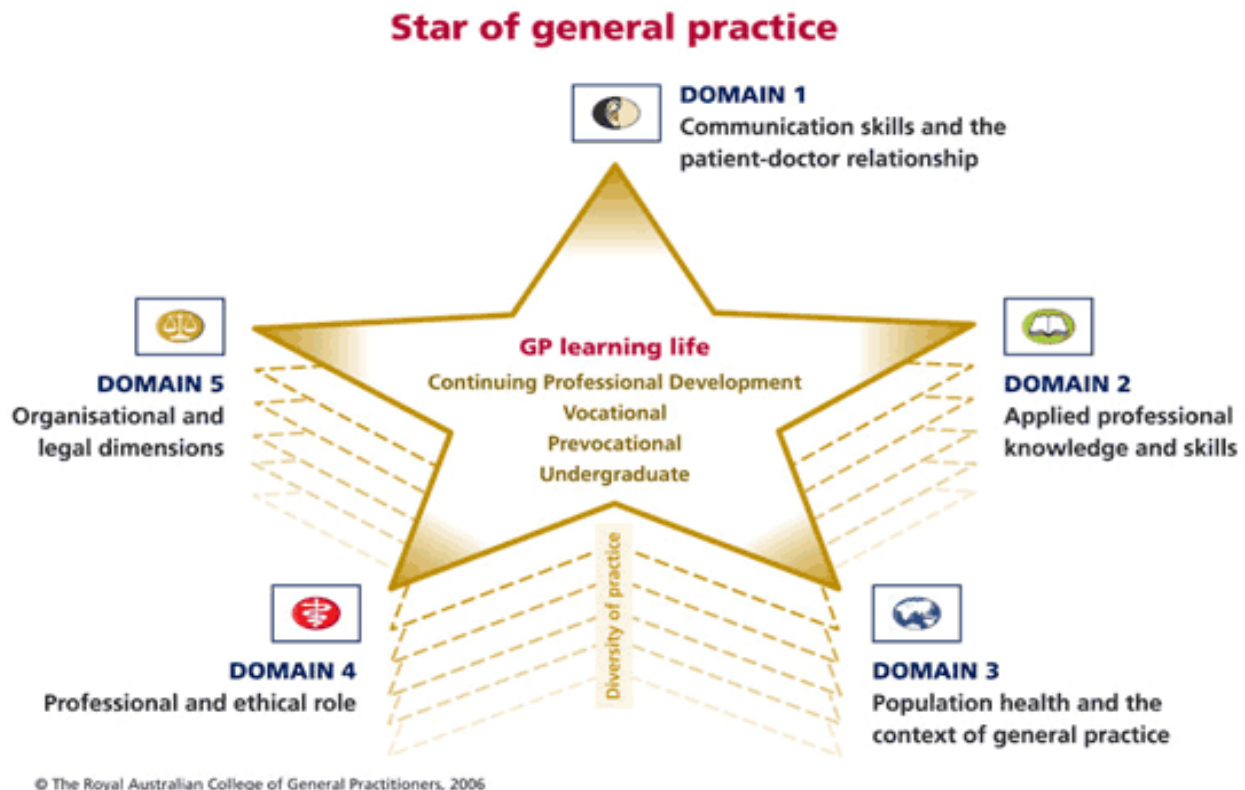 Star of general practice
DOMAIN 1
Communication skills and the
patient-doctor relationship
DOMAIN 5
Organisational and
legal dimensions
GP learning life
Continuing Professional Development
Vocational
Prevocational
Undergraduate
DOMAIN 2
Applied professional
knowledge and skills
Diversity of practice
DOMAIN 4
Professional and ethical role
DOMAIN 3
Population health and the
context of general practice
© The Royal Australian College of General Practitioners, 2006